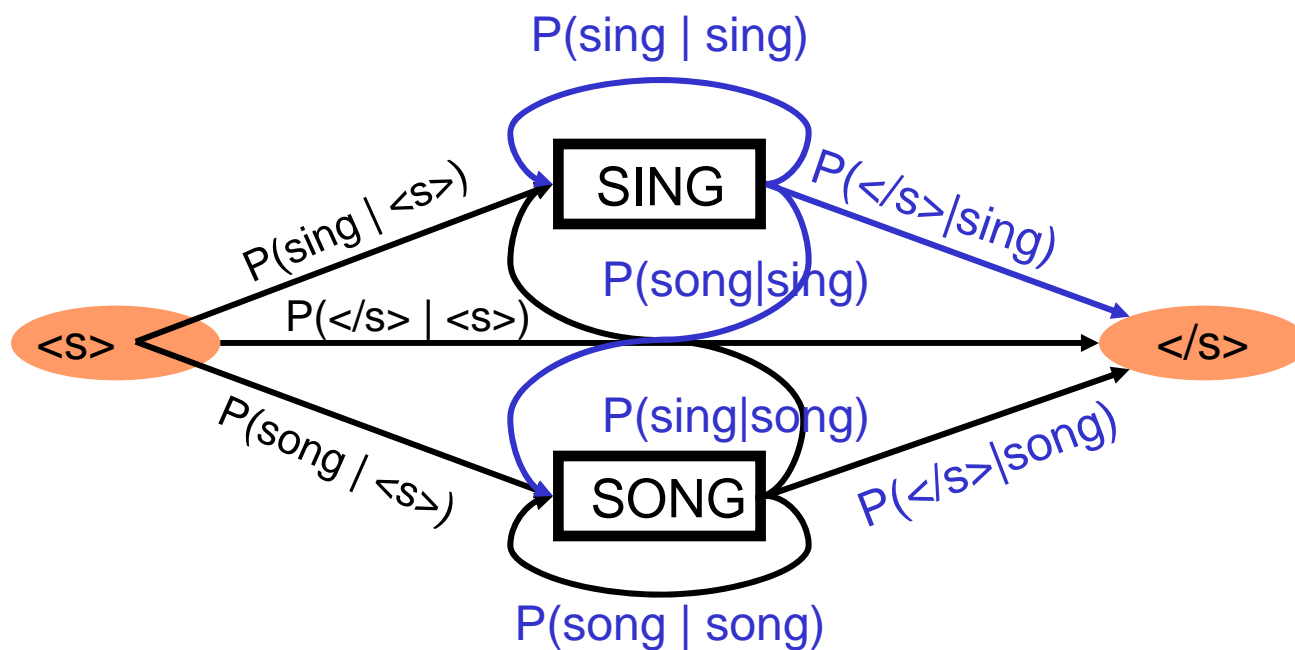 P(sing | sing)
SING
P(sing | <s>)
P(</s>|sing)
P(song|sing)
P(</s> | <s>)
<s>
</s>
P(sing|song)
P(song | <s>)
P(</s>|song)
SONG
P(song | song)